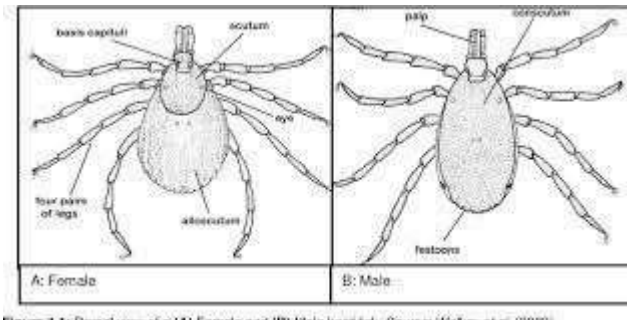 basis capituli
scutum
eye
four pairs
of legs
alloscutum
A: Female
palp
conscutum
festoons
B: Male